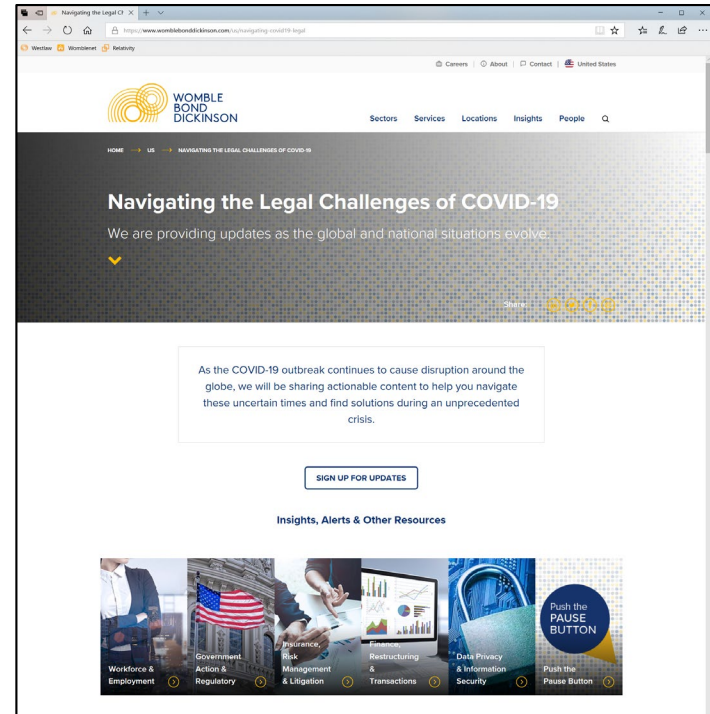 Navigating the Legal Ch
https://www.womblebonddickinson.com/us/navigating-covid19-legal
Westlaw Womblenet Relativity
Careers | About | Contact | United States
WOMBLE
BOND
DICKINSON
Sectors Services Locations Insights People
HOME → US → NAVIGATING THE LEGAL CHALLENGES OF COVID-19
Navigating the Legal Challenges of COVID-19
We are providing updates as the global and national situations evolve.
Share:
As the COVID-19 outbreak continues to cause disruption around the
globe, we will be sharing actionable content to help you navigate
these uncertain times and find solutions during an unprecedented
crisis.
SIGN UP FOR UPDATES
Insights, Alerts & Other Resources
Workforce &
Employment
Government
Action &
Regulatory
Insurance,
Risk
Management
& Litigation
Finance,
Restructuring
&
Transactions
Data Privacy
& Information
Security
Push the
PAUSE
BUTTON
Push the
Pause Button